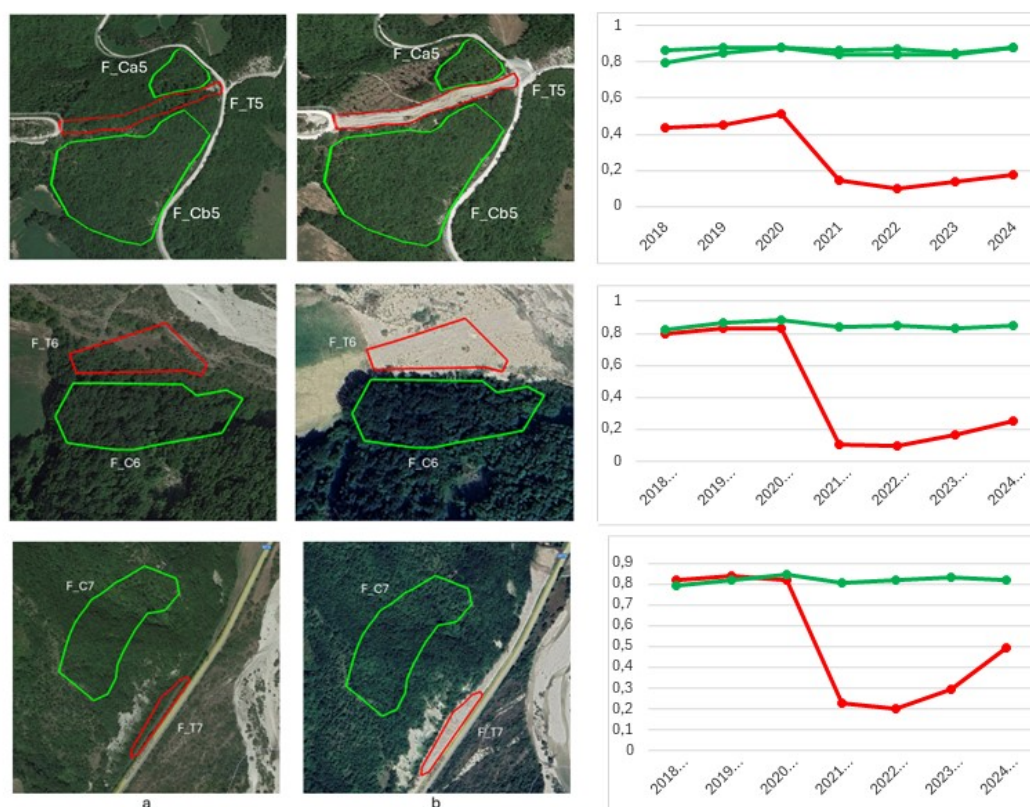 F_Ca5
F_T5
F_Cb5
F_Ca5
F_T5
F_Cb5
1
0,8
0,6
0,4
0,2
0
2018
2019
2020
2021
2022
2023
2024
F_T6
F_C6
F_T6
F_C6
1
0,8
0,6
0,4
0,2
0
2018...
2019...
2020...
2021...
2022...
2023...
2024...
F_C7
F_T7
a
F_C7
F_T7
b
0,9
0,8
0,7
0,6
0,5
0,4
0,3
0,2
0,1
0
2018...
2019...
2020...
2021...
2022...
2023...
2024...